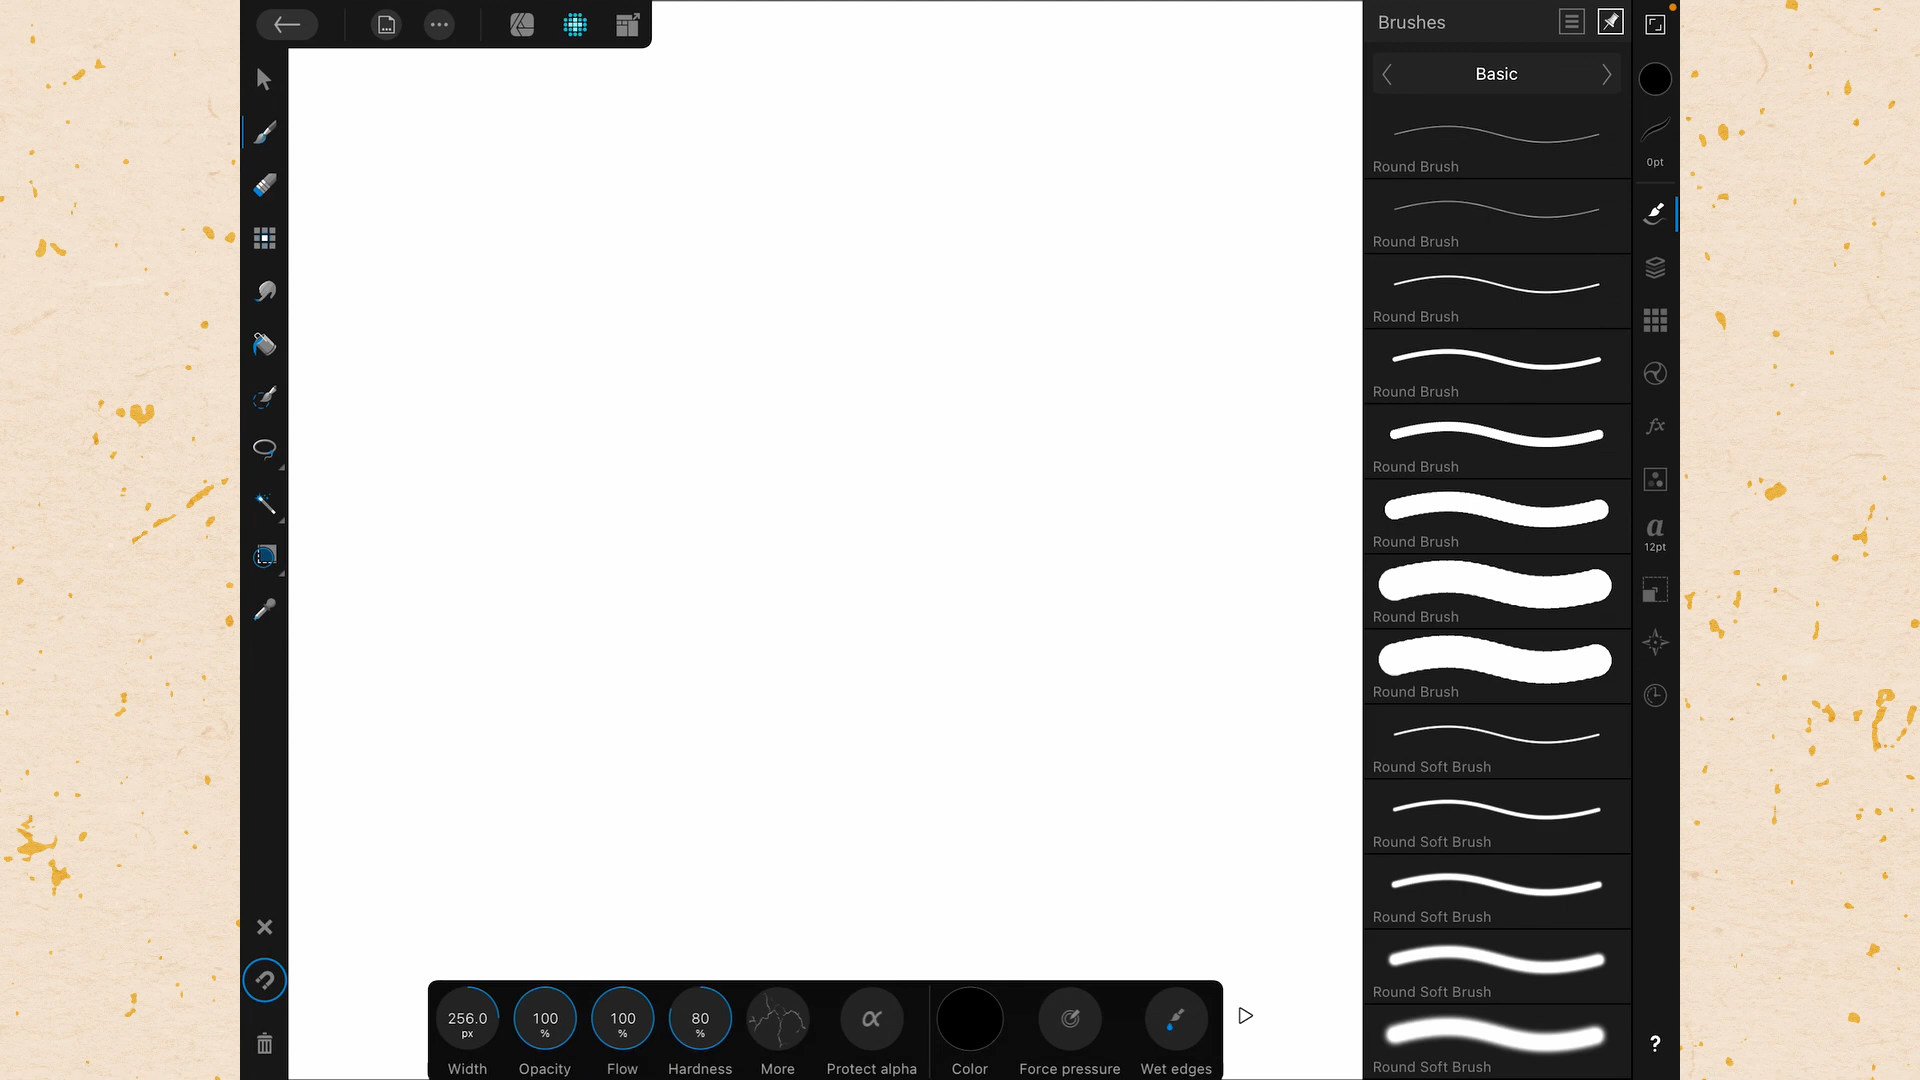 Brushes
Basic
0pt
Round Brush
Round Brush
Round Brush
Round Brush
Round Brush
Round Brush
Round Brush
Round Brush
Round Soft Brush
Round Soft Brush
Round Soft Brush
Round Soft Brush
Round Soft Brush
fx
a
12pt
?
256.0
px
Width
100
%
Opacity
100
%
Flow
80
%
Hardness
More
α
Protect alpha
Color
Force pressure
Wet edges